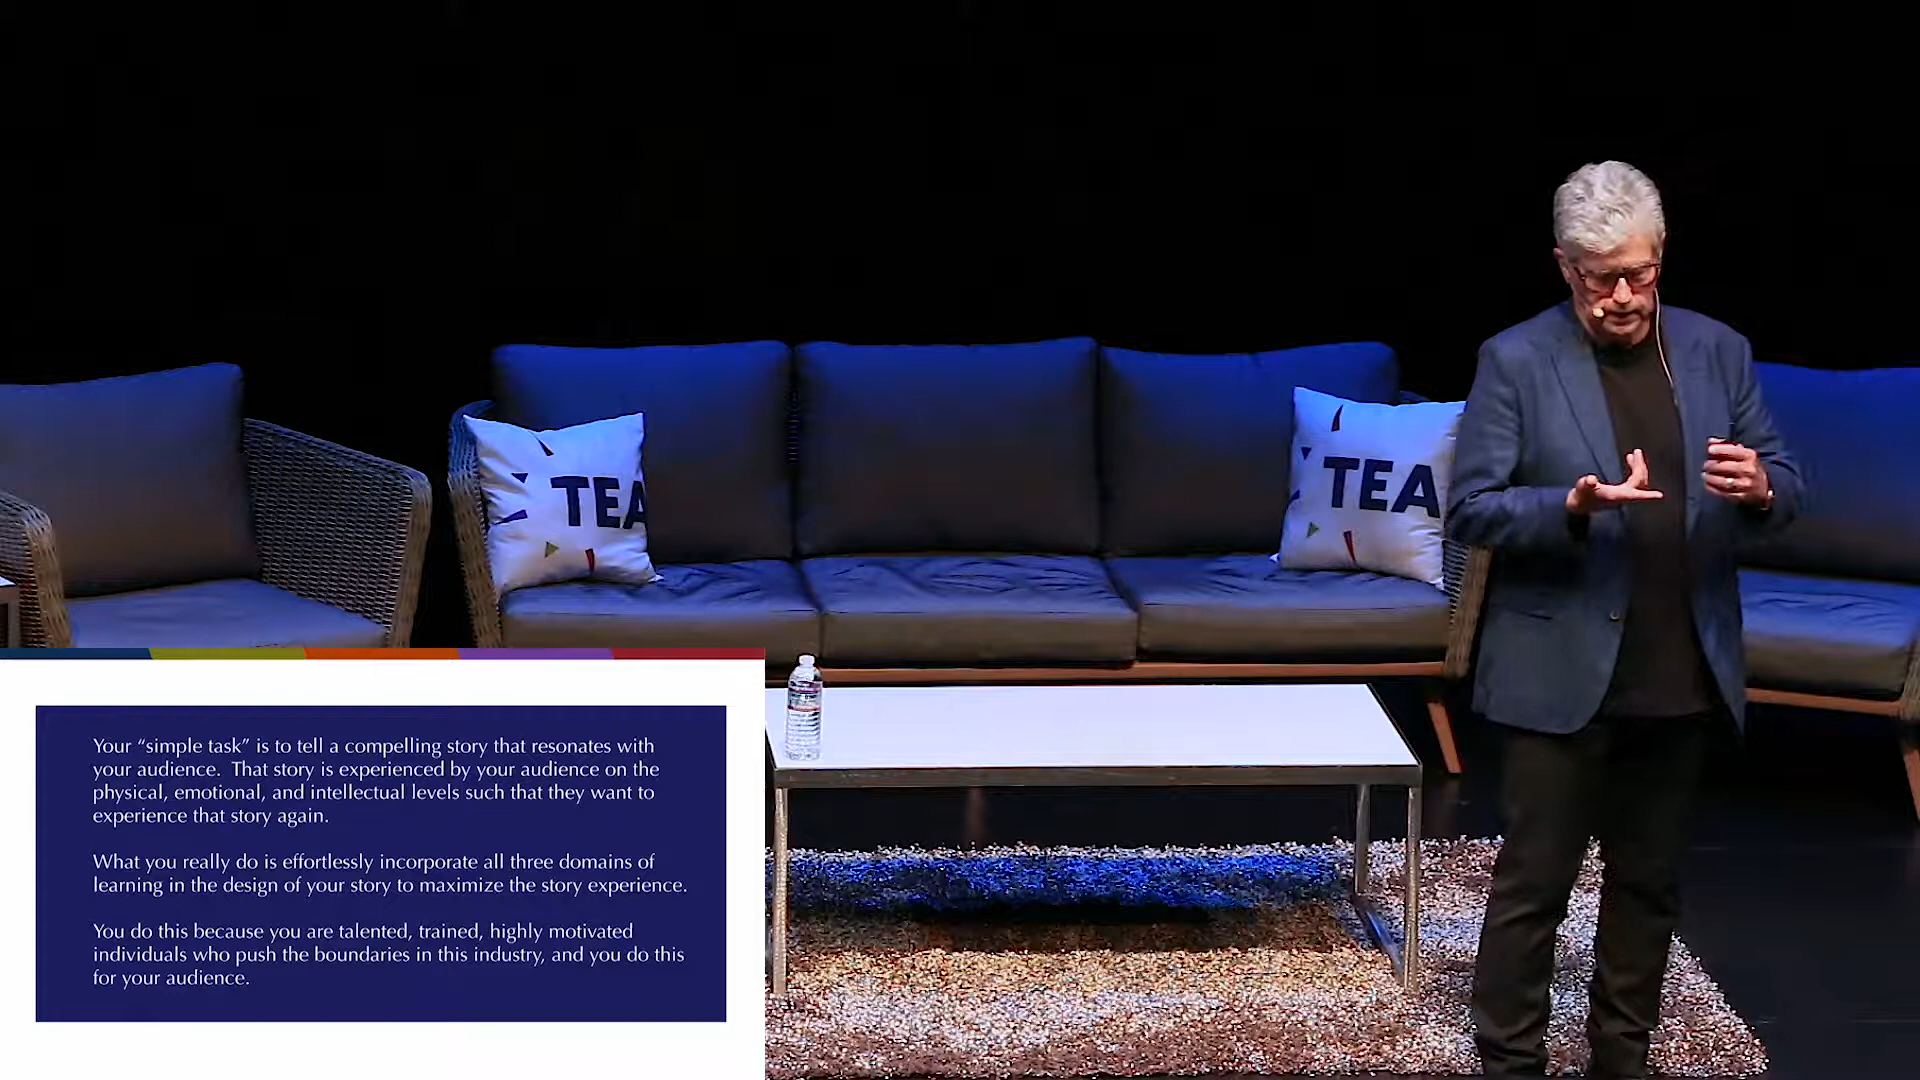 TEA
TEA
Your “simple task” is to tell a compelling story that resonates with
your audience.  That story is experienced by your audience on the
physical, emotional, and intellectual levels such that they want to
experience that story again.
What you really do is effortlessly incorporate all three domains of
learning in the design of your story to maximize the story experience.
You do this because you are talented, trained, highly motivated
individuals who push the boundaries in this industry, and you do this
for your audience.